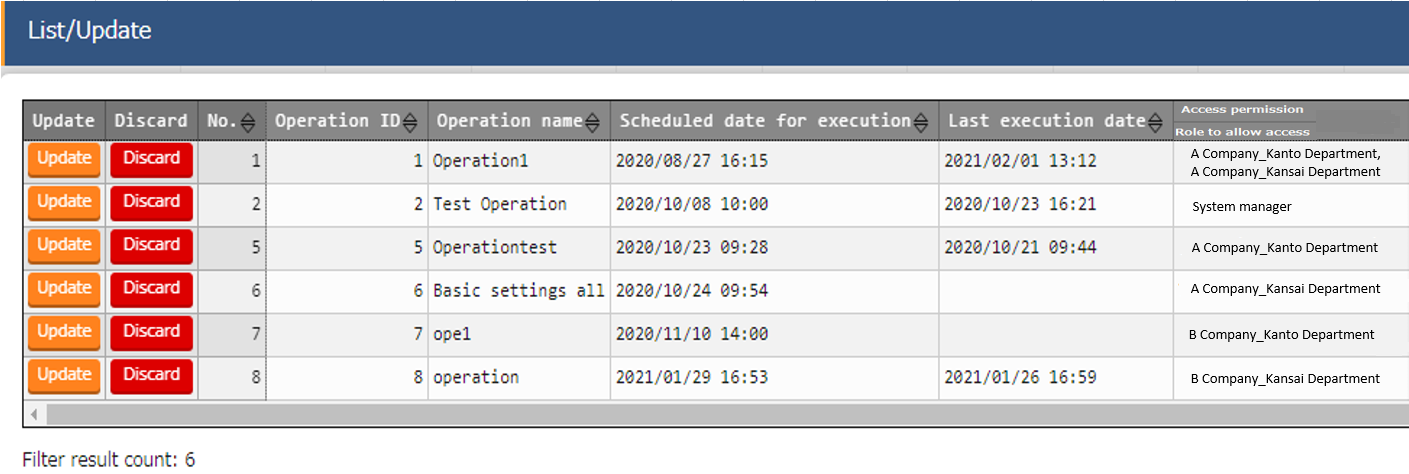 List/Update
Update Discard No. Operation ID Operation name Scheduled date for execution Last execution date Access permission
Role to allow access
Update Discard 1 1 Operation1 2020/08/27 16:15 2021/02/01 13:12 A Company_Kanto Department,
A Company_Kansai Department
Update Discard 2 2 Test Operation 2020/10/08 10:00 2020/10/23 16:21 System manager
Update Discard 5 5 Operationtest 2020/10/23 09:28 2020/10/21 09:44 A Company_Kanto Department
Update Discard 6 6 Basic settings all 2020/10/24 09:54 A Company_Kansai Department
Update Discard 7 7 ope1 2020/11/10 14:00 B Company_Kanto Department
Update Discard 8 8 operation 2021/01/29 16:53 2021/01/26 16:59 B Company_Kansai Department
Filter result count: 6